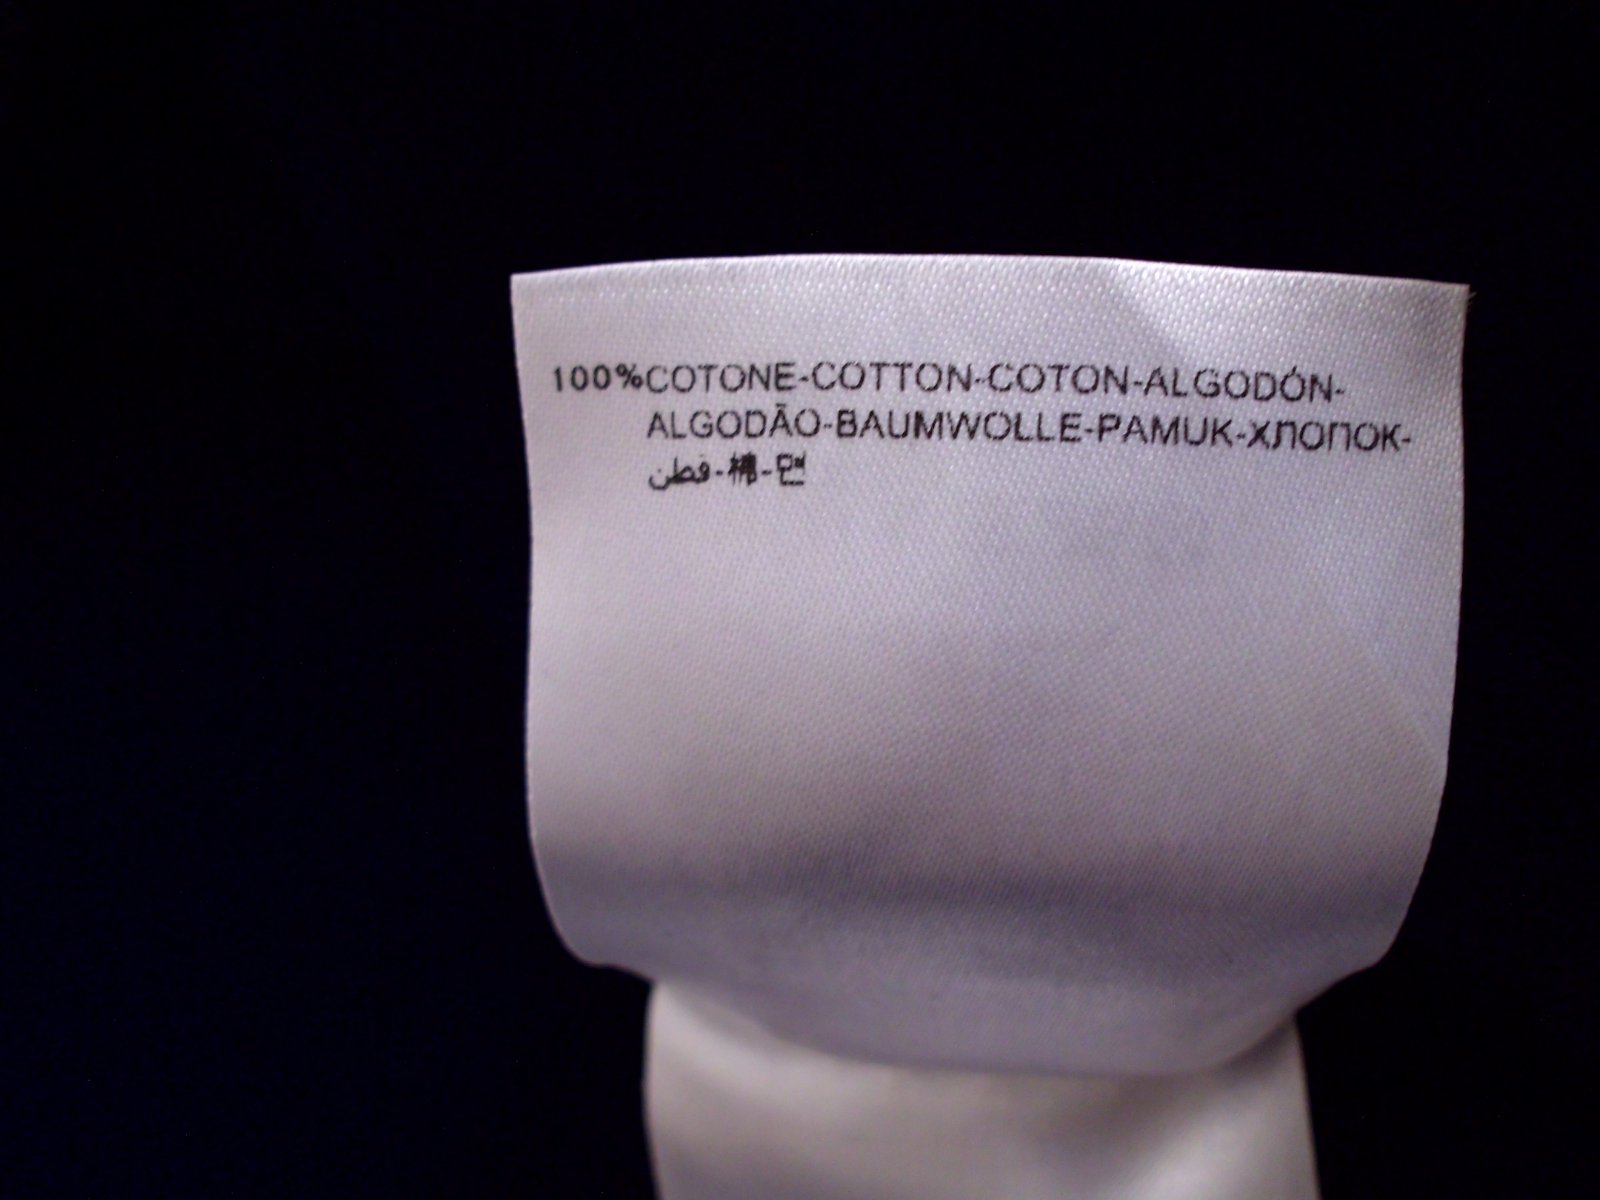 100%COTONE-COTTON-COTON-ALGODÓN-
ALGODÃO-BAUMWOLLE-PAMUK-ХЛОПОК-
قطن-棉-면